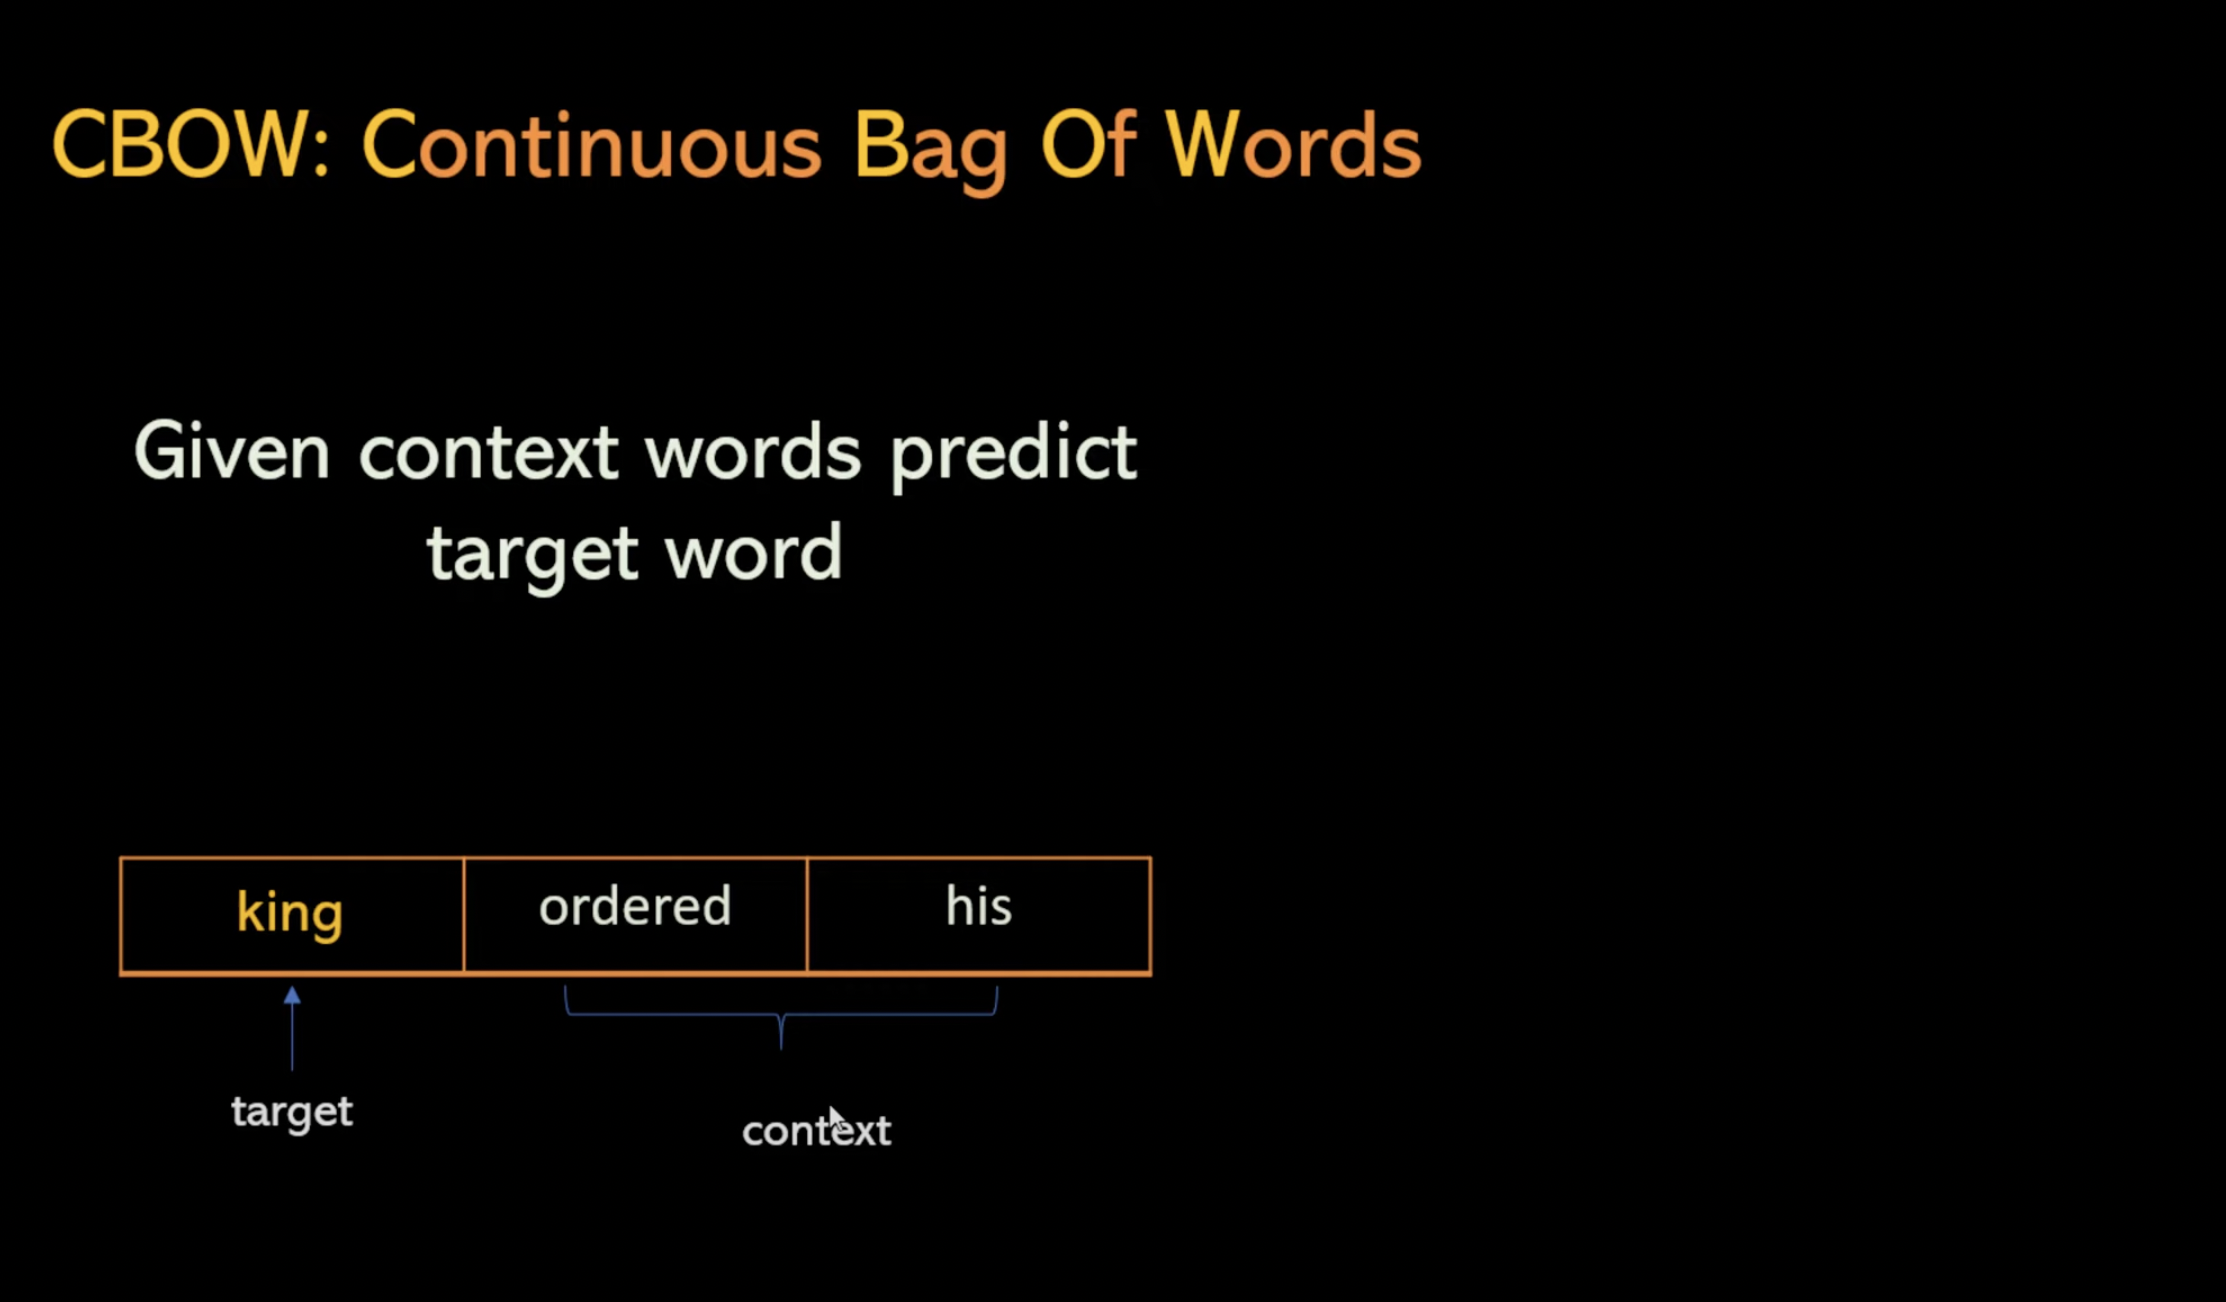 CBOW: Continuous Bag Of Words
Given context words predict
target word
king ordered his
target
context